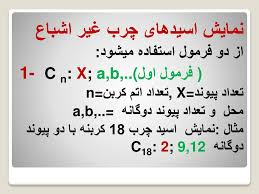 نمایش اسیدهای چرب غیر اشباع
از دو فرمول استفاده میشود:
1- C n: X; a,b,..(فرمول اول )
تعداد پیوند=X ,تعداد اتم کربن=n
محل و تعداد پیوند دوگانه =..,a,b
مثال :نمایش اسید چرب 18 کربنه با دو پیوند
دوگانه C18: 2; 9,12